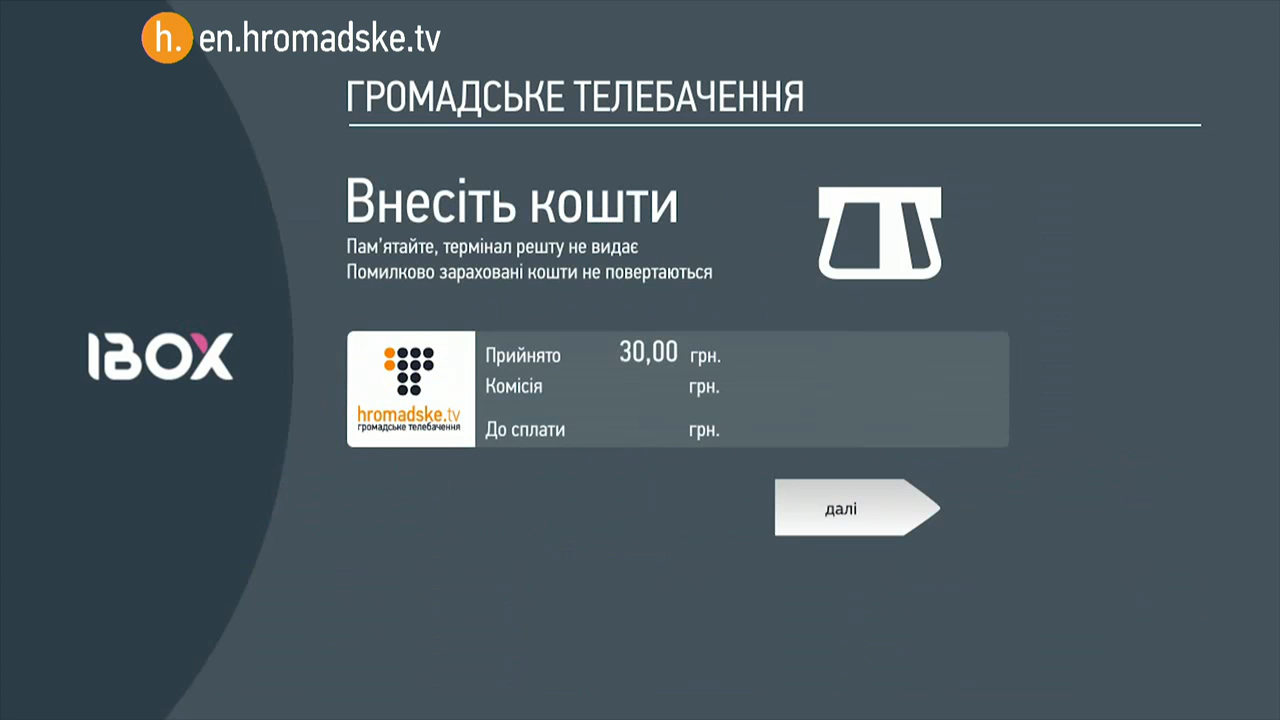 h. en.hromadske.tv
ГРОМАДСЬКЕ ТЕЛЕБАЧЕННЯ
Внесіть кошти
Пам'ятайте, термінал решту не видає
Помилково зараховані кошти не повертаються
IBOX
hromadske.tv
громадське телебачення
Прийнято 30,00 грн.
Комісія грн.
До сплати грн.
далі